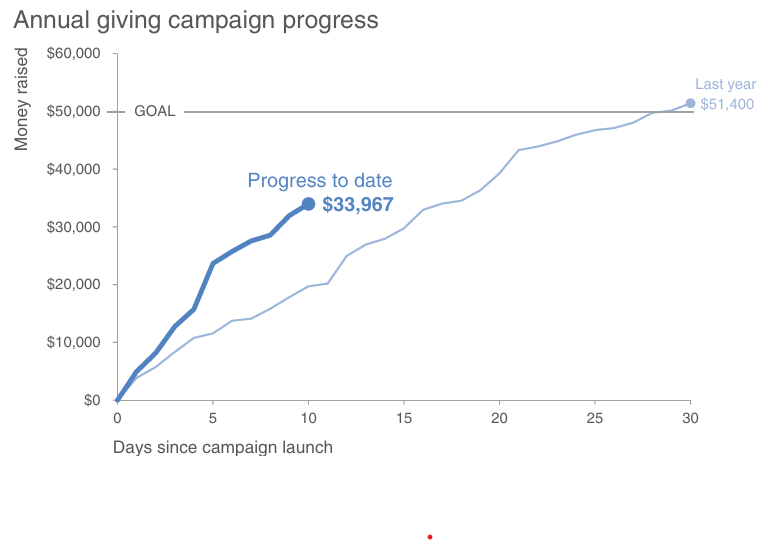 Annual giving campaign progress
Money raised
$60,000
$50,000
GOAL
$40,000
$30,000
$20,000
$10,000
$0
Last year
$51,400
Progress to date
$33,967
0 5 10 15 20 25 30
Days since campaign launch